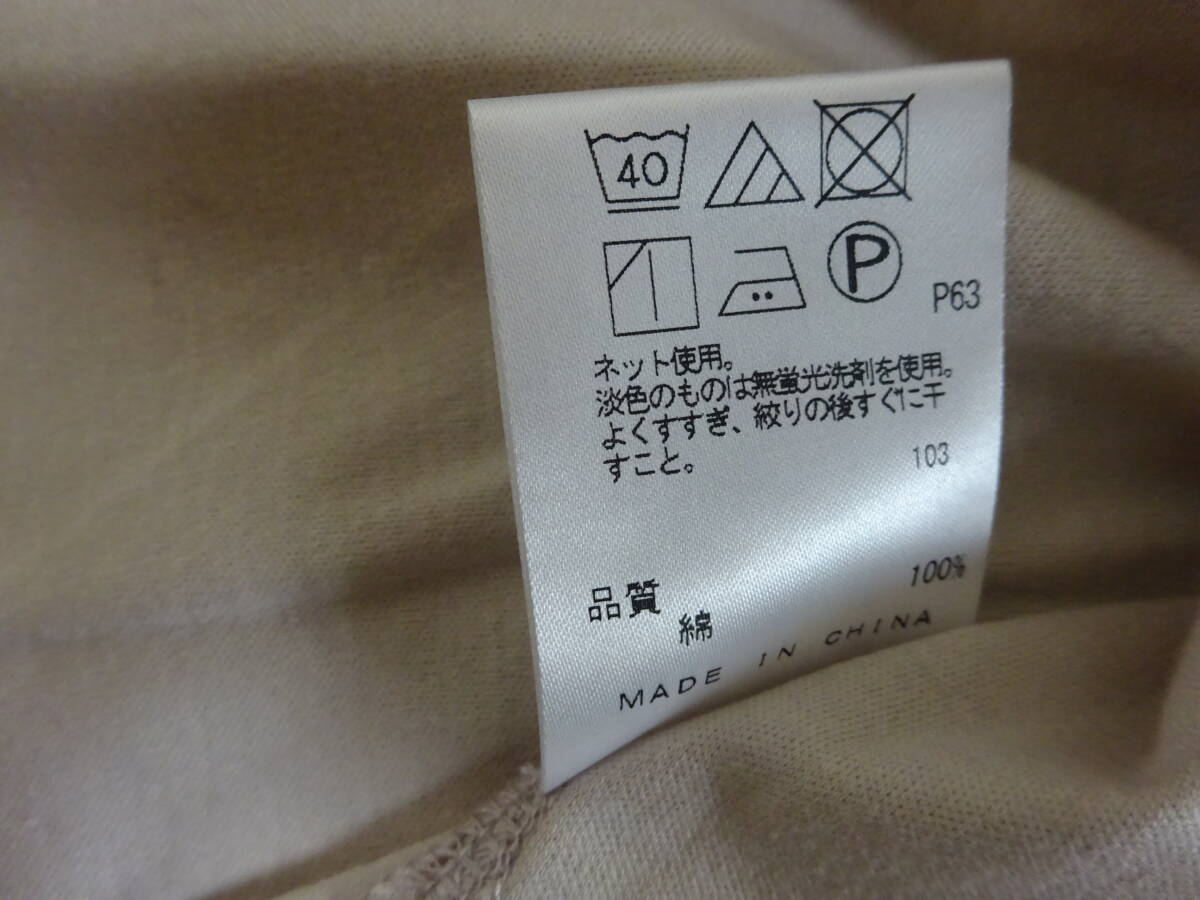 40
P
P63
ネット使用。
淡色のものは無蛍光洗剤を使用。
よくすすぎ、絞りの後すぐに干
すこと。
103
品質
綿 100%
MADE IN CHINA